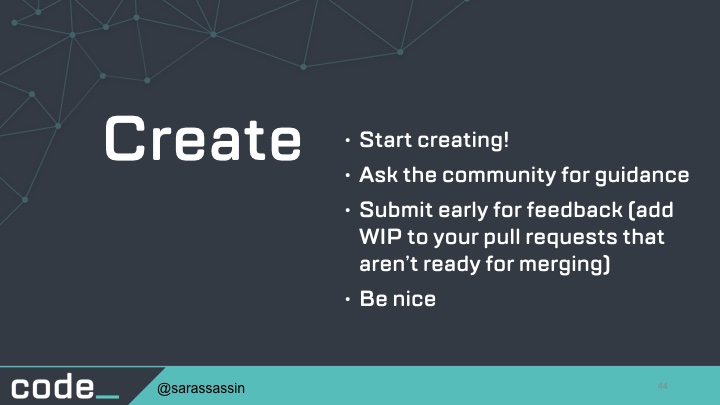 Create
• Start creating!
• Ask the community for guidance
• Submit early for feedback (add
WIP to your pull requests that
aren't ready for merging)
• Be nice
code_
@sarassassin
44